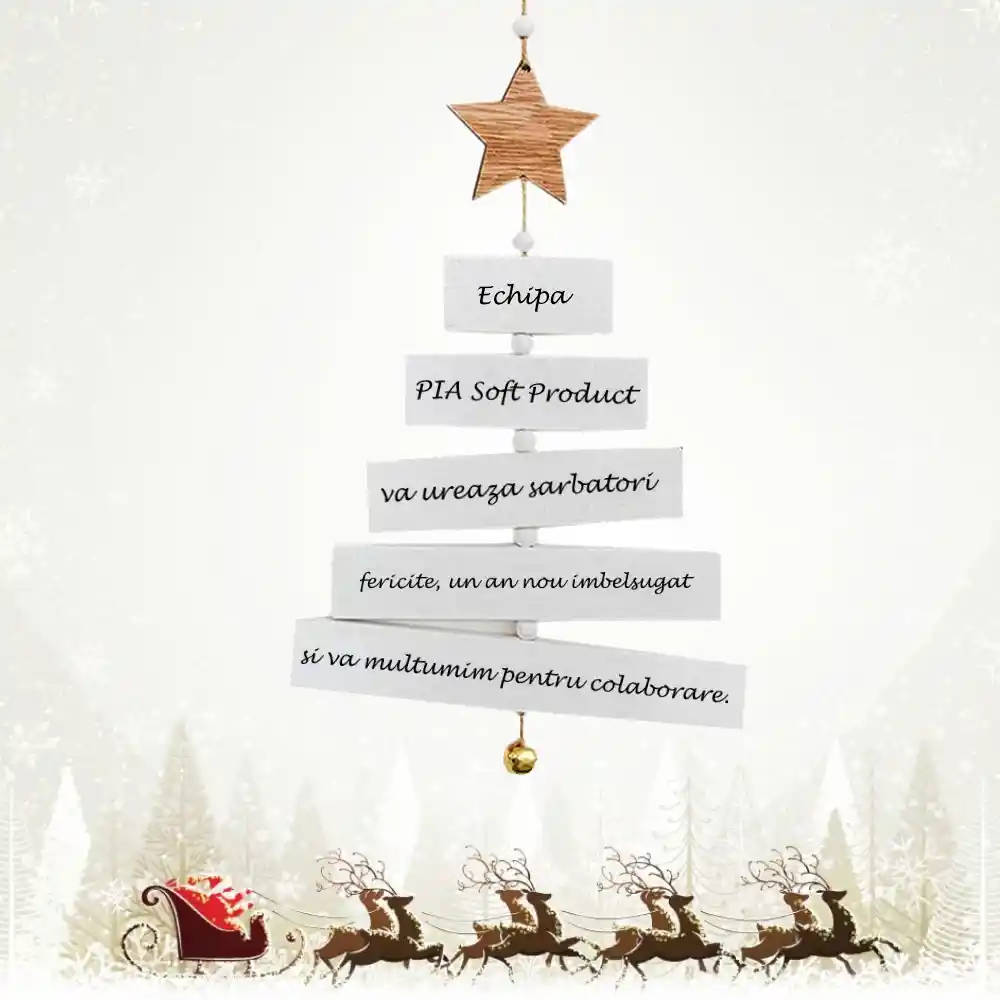 Echipa
PIA Soft Product
va ureaza sarbatori
fericite, un an nou imbelsugat
si va multumim pentru colaborare.